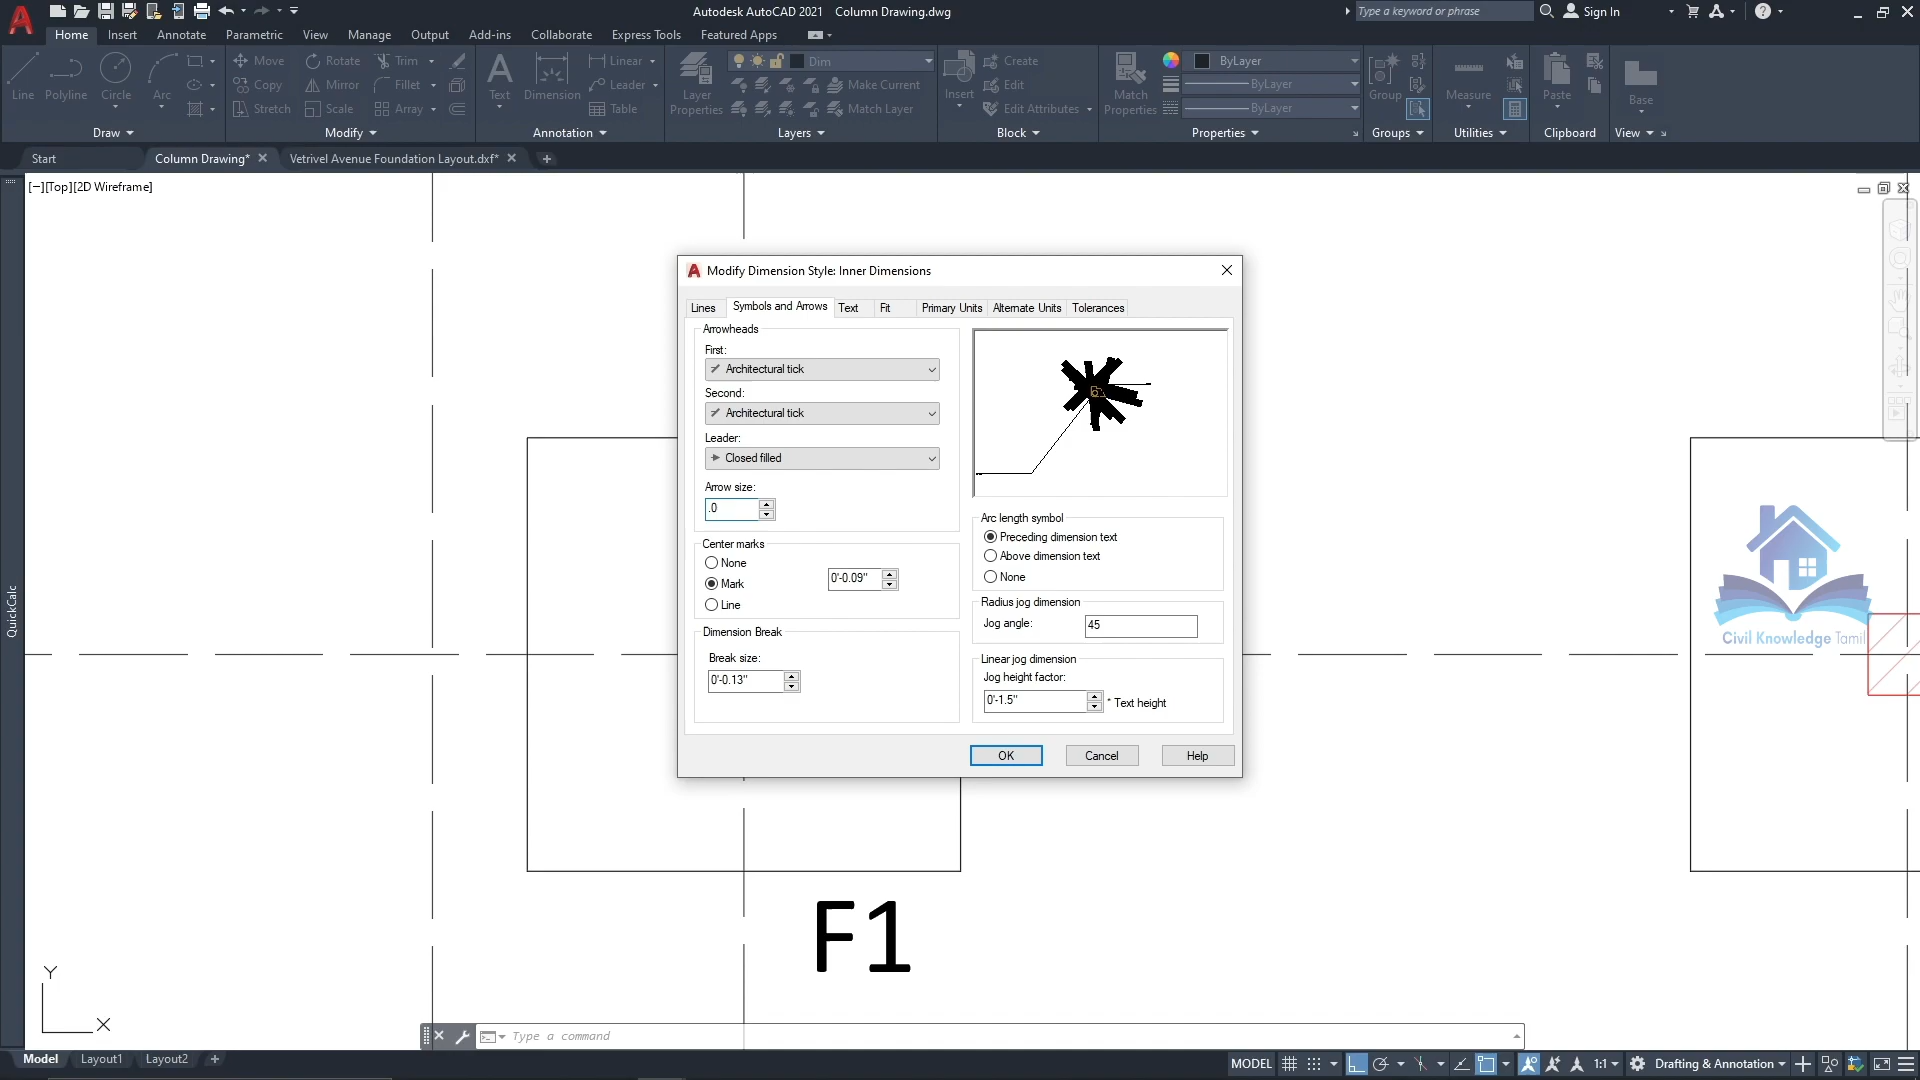 Autodesk AutoCAD 2021 Column Drawing.dwg
Type a keyword or phrase
Sign In
Home Insert Annotate Parametric View Manage Output Add-ins Collaborate Express Tools Featured Apps
Line Polyline Circle Arc
Move Rotate Trim
Copy Mirror Fillet
Stretch Scale Array
Text Dimension
Linear
Leader
Table
Layer Properties
Dim
Make Current
Match Layer
Insert
Create
Edit
Edit Attributes
Match Properties
ByLayer
ByLayer
ByLayer
Group
Measure
Paste
Base
Draw Modify Annotation Layers Block Properties Groups Utilities Clipboard View
Start Column Drawing* Vetrivel Avenue Foundation Layout.dxf*
[−][Top][2D Wireframe]
QuickCalc
Modify Dimension Style: Inner Dimensions
Lines Symbols and Arrows Text Fit Primary Units Alternate Units Tolerances
Arrowheads
First:
Architectural tick
Second:
Architectural tick
Leader:
Closed filled
Arrow size:
.0
Center marks
None
Mark
0'-0.09"
Line
Dimension Break
Break size:
0'-0.13"
Arc length symbol
Preceding dimension text
Above dimension text
None
Radius jog dimension
Jog angle:
45
Linear jog dimension
Jog height factor:
0'-1.5"
* Text height
OK Cancel Help
Civil Knowledge Tamil
F1
Y
X
Type a command
Model Layout1 Layout2
MODEL
1:1
Drafting & Annotation